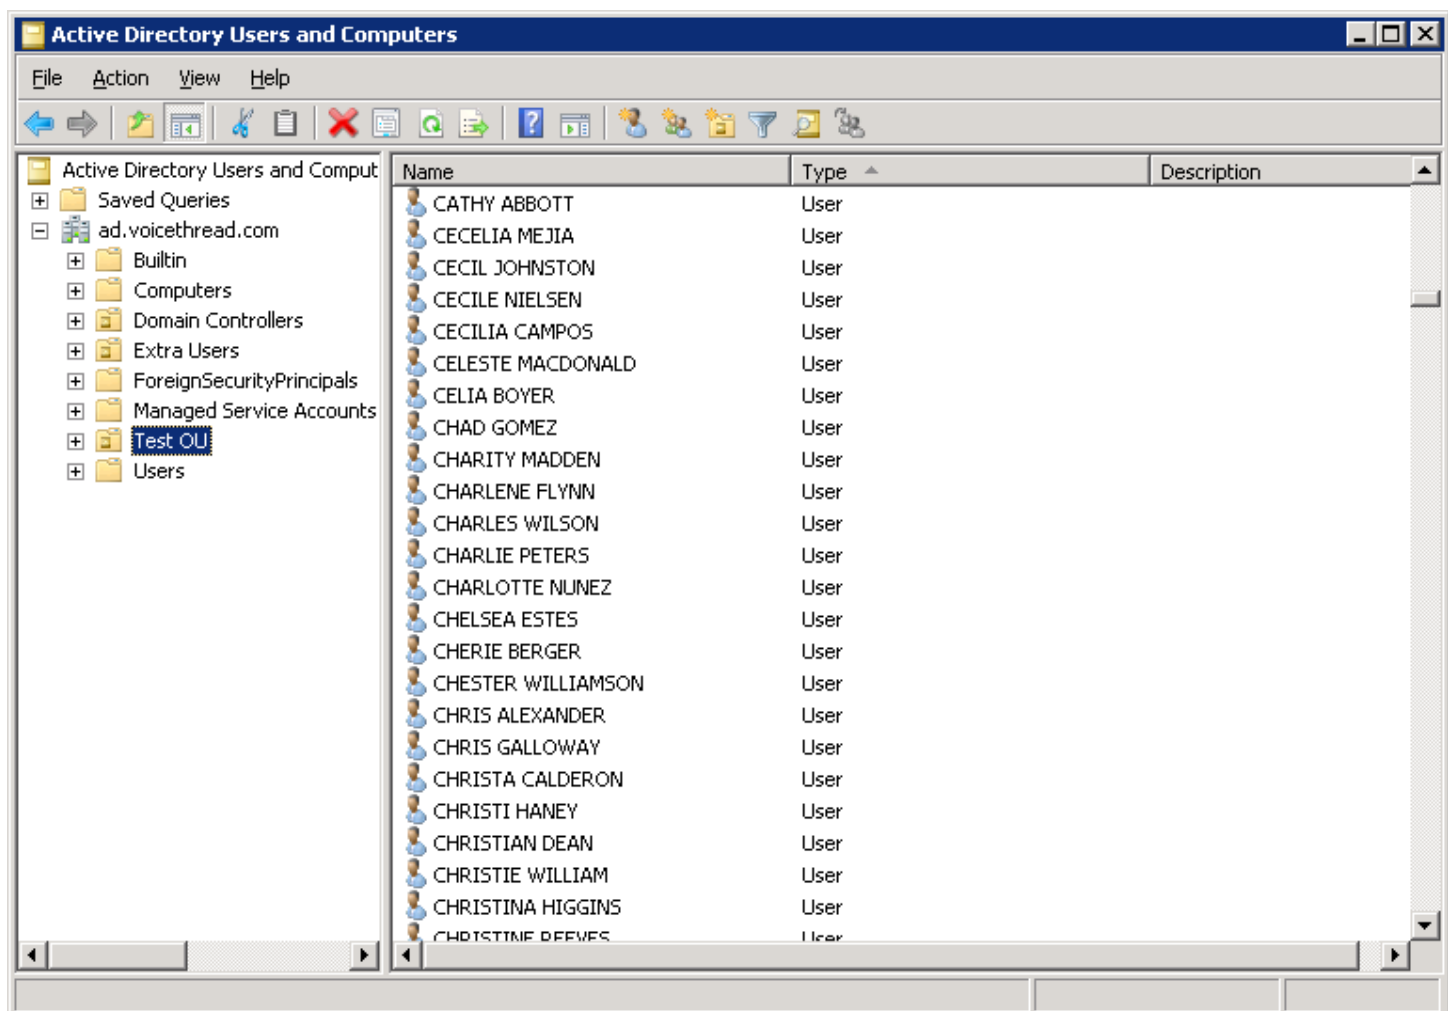 Active Directory Users and Computers
File Action View Help
Active Directory Users and Comput
Saved Queries
ad.voicethread.com
Builtin
Computers
Domain Controllers
Extra Users
ForeignSecurityPrincipals
Managed Service Accounts
Test OU
Users
Name Type Description
CATHY ABBOTT User
CECELIA MEJIA User
CECIL JOHNSTON User
CECILE NIELSEN User
CECILIA CAMPOS User
CELESTE MACDONALD User
CELIA BOYER User
CHAD GOMEZ User
CHARITY MADDEN User
CHARLENE FLYNN User
CHARLES WILSON User
CHARLIE PETERS User
CHARLOTTE NUNEZ User
CHELSEA ESTES User
CHERIE BERGER User
CHESTER WILLIAMSON User
CHRIS ALEXANDER User
CHRIS GALLOWAY User
CHRISTA CALDERON User
CHRISTI HANEY User
CHRISTIAN DEAN User
CHRISTIE WILLIAM User
CHRISTINA HIGGINS User
CHRISTINE REEVES User